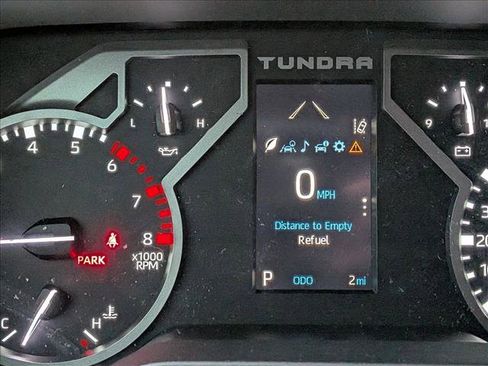 TUNDRA
L H
9
4 5 6 7 8
x1000
RPM
PARK
0 MPH
Distance to Empty
Refuel
P ODO 2mi
C H
20